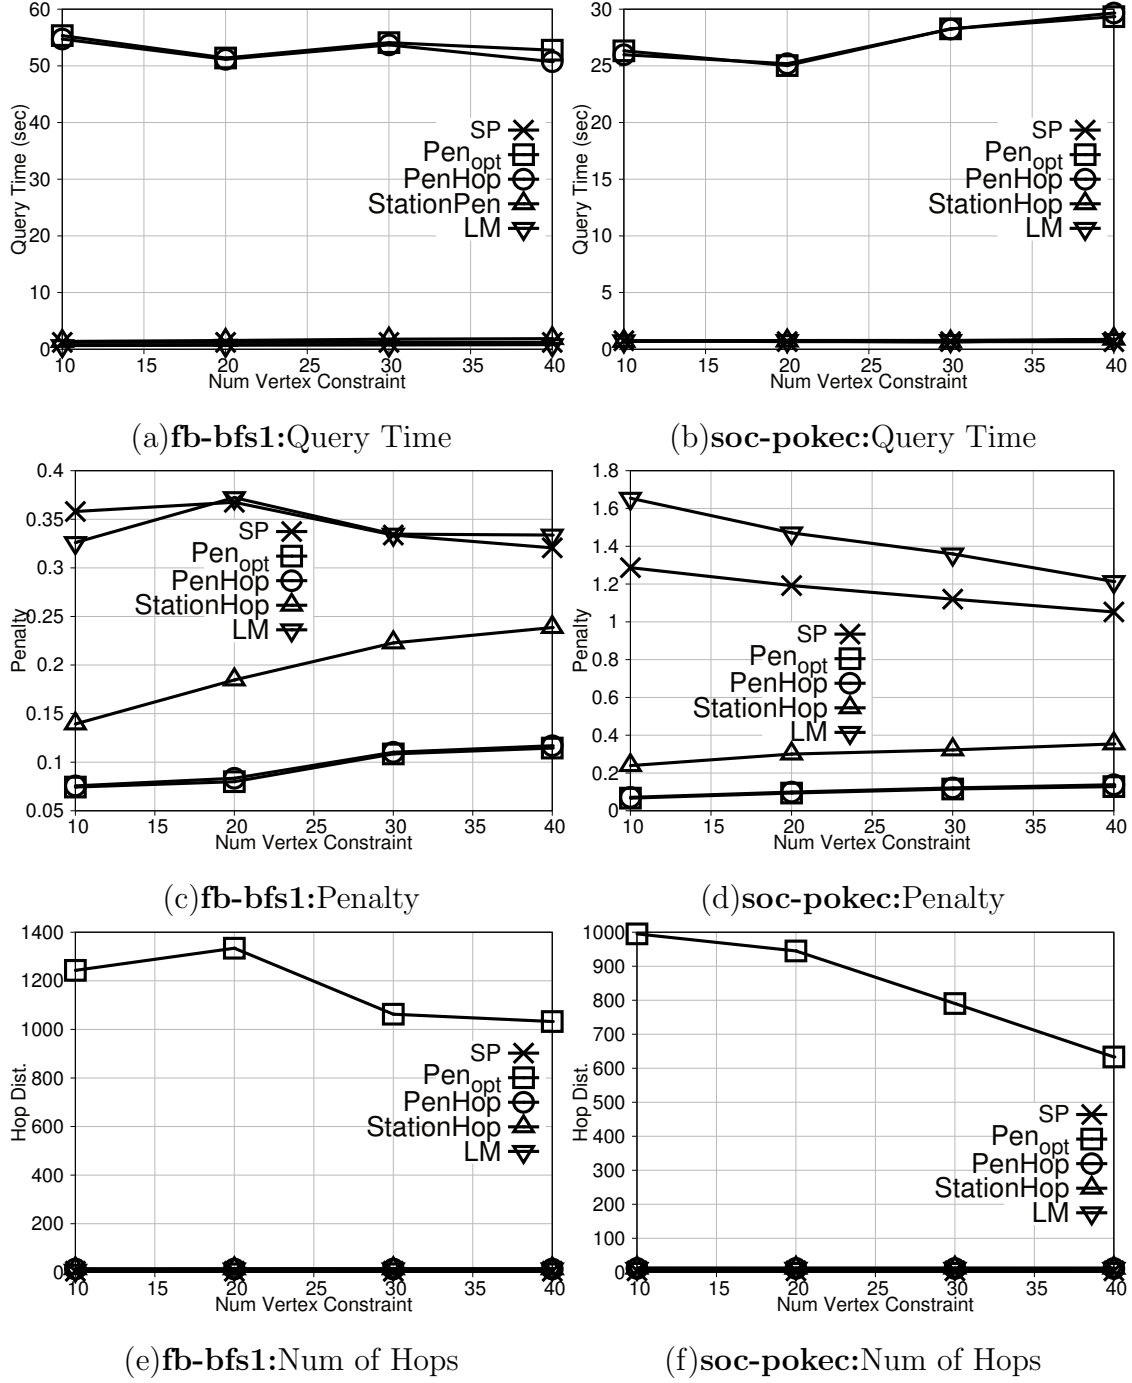 60
50
40
30
20
10
0
Query Time (sec)
SP
Pen_opt
PenHop
StationPen
LM
10 15 20 25 30 35 40
Num Vertex Constraint
(a)fb-bfs1:Query Time
30
25
20
15
10
5
0
Query Time (sec)
SP
Pen_opt
PenHop
StationHop
LM
10 15 20 25 30 35 40
Num Vertex Constraint
(b)soc-pokec:Query Time
0.4
0.35
0.3
0.25
0.2
0.15
0.1
0.05
Penalty
SP
Pen_opt
PenHop
StationHop
LM
10 15 20 25 30 35 40
Num Vertex Constraint
(c)fb-bfs1:Penalty
1.8
1.6
1.4
1.2
1
0.8
0.6
0.4
0.2
0
Penalty
SP
Pen_opt
PenHop
StationHop
LM
10 15 20 25 30 35 40
Num Vertex Constraint
(d)soc-pokec:Penalty
1400
1200
1000
800
600
400
200
0
Hop Dist.
SP
Pen_opt
PenHop
StationHop
LM
10 15 20 25 30 35 40
Num Vertex Constraint
(e)fb-bfs1:Num of Hops
1000
900
800
700
600
500
400
300
200
100
0
Hop Dist.
SP
Pen_opt
PenHop
StationHop
LM
10 15 20 25 30 35 40
Num Vertex Constraint
(f)soc-pokec:Num of Hops